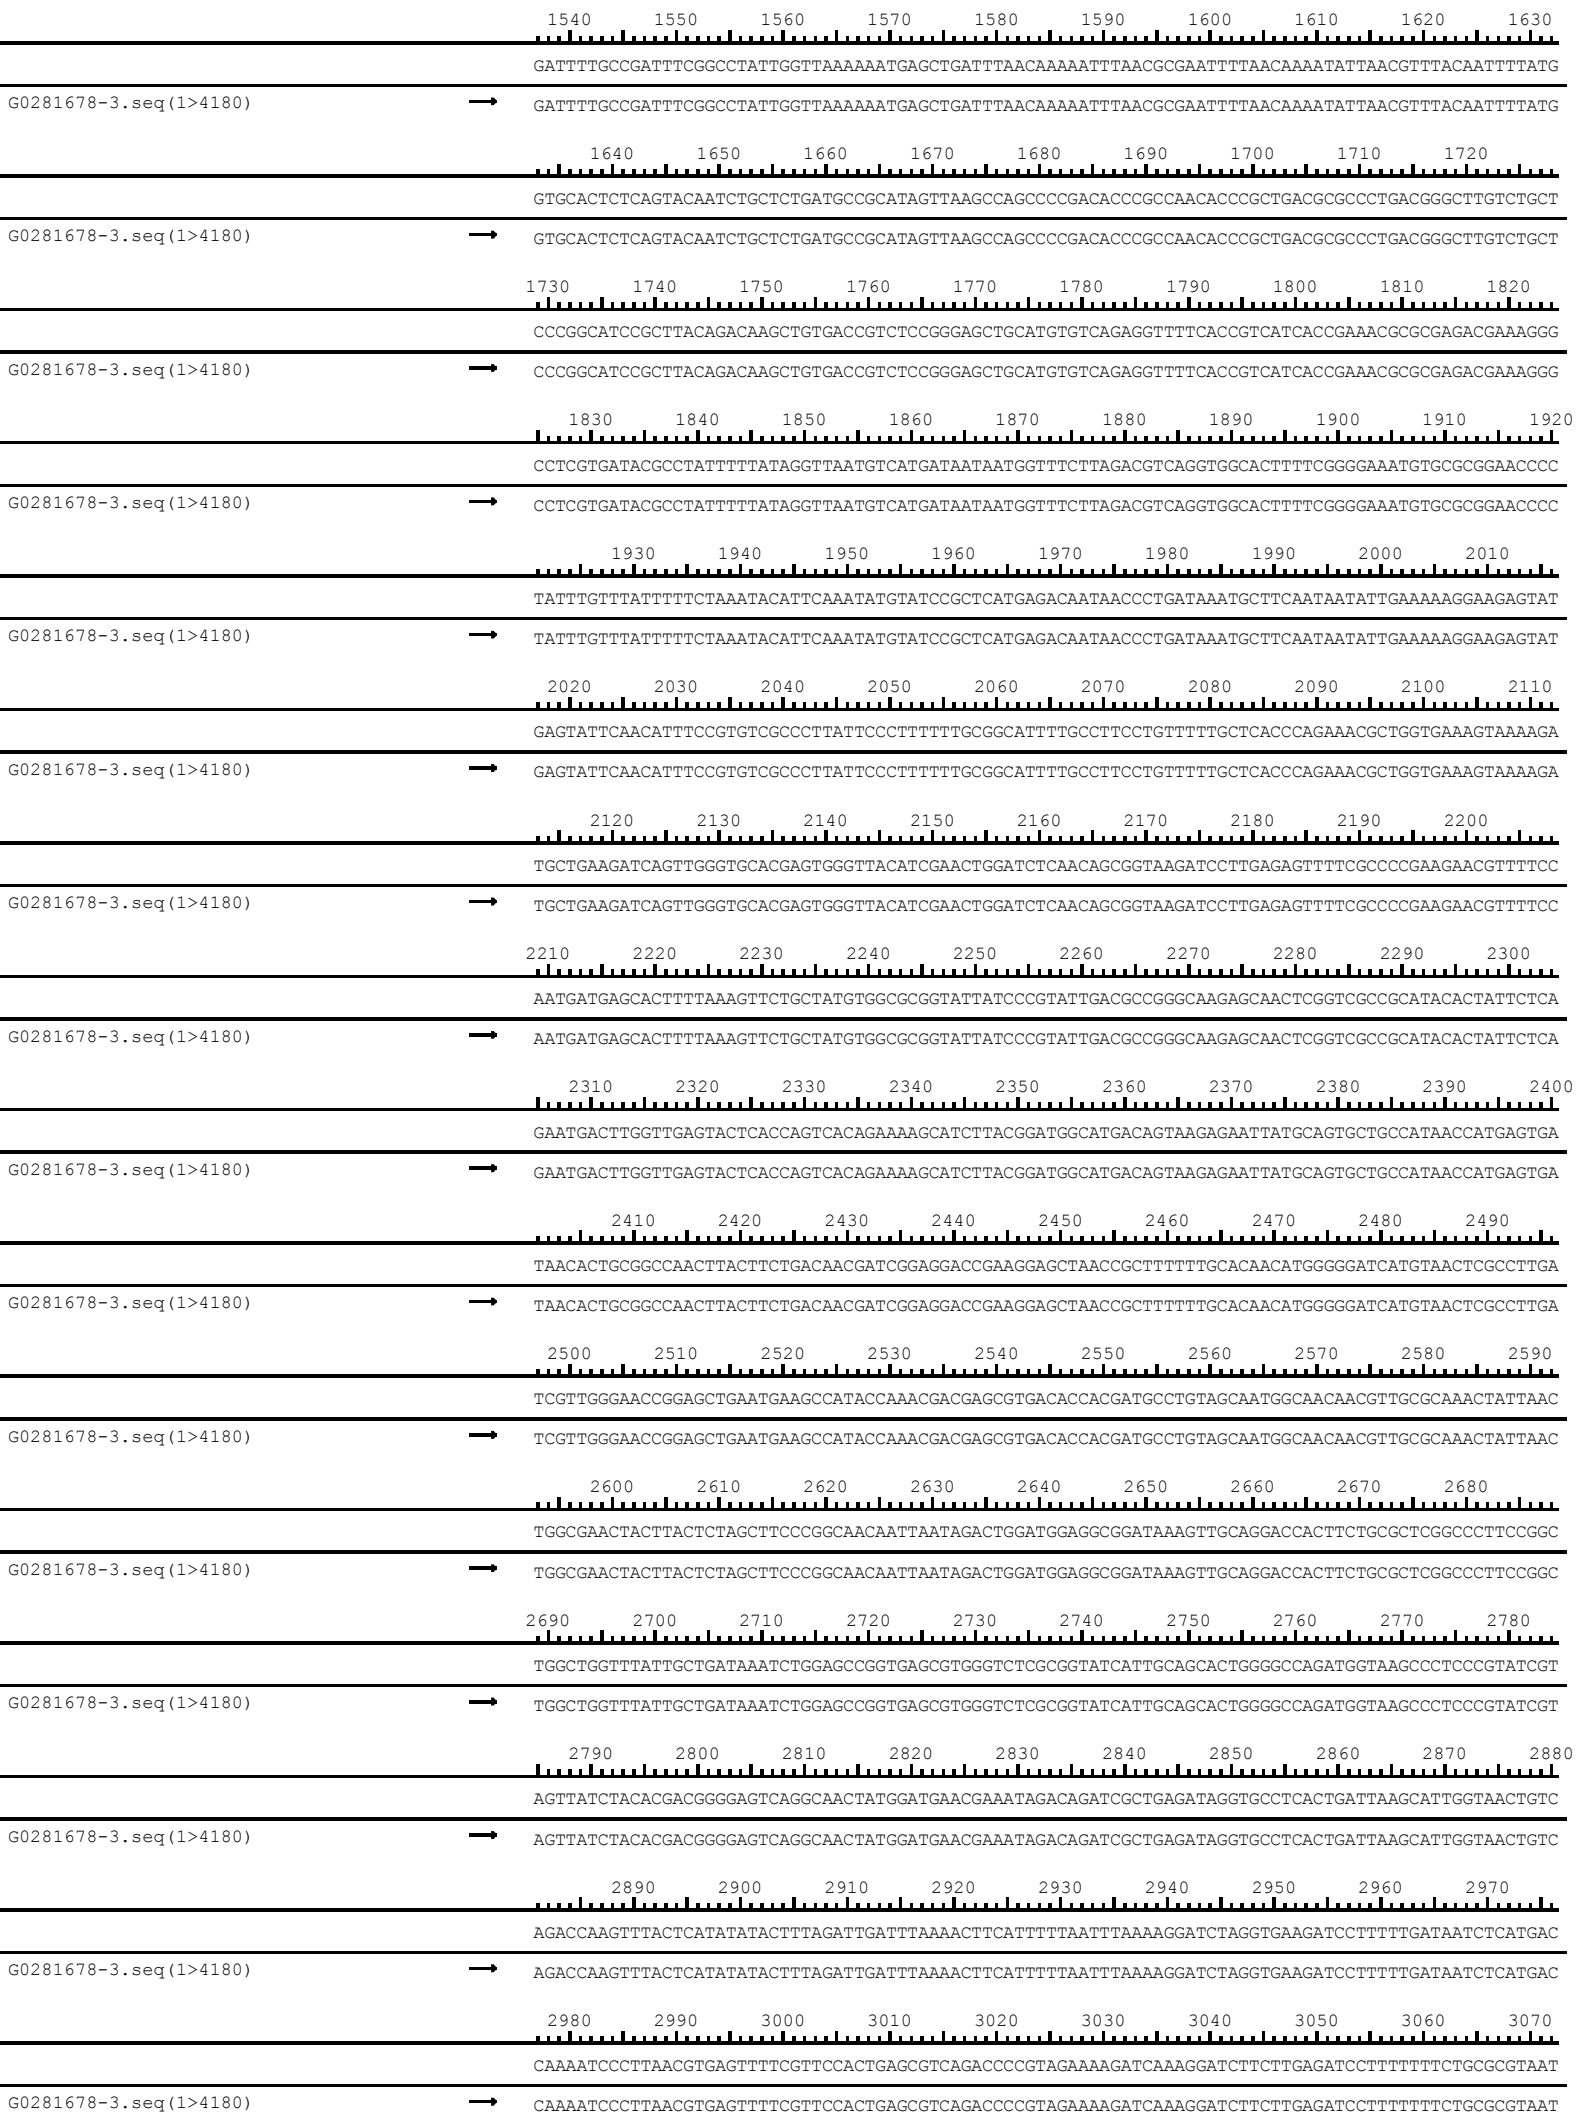 1540 1550 1560 1570 1580 1590 1600 1610 1620 1630
GATTTTGCCGATTTCGGCCTATTGGTTAAAAAATGAGCTGATTTAACAAAAATTTAACGCGAATTTTAACAAAATATTAACGTTTACAATTTTATG
G0281678-3.seq(1>4180) → GATTTTGCCGATTTCGGCCTATTGGTTAAAAAATGAGCTGATTTAACAAAAATTTAACGCGAATTTTAACAAAATATTAACGTTTACAATTTTATG
1640 1650 1660 1670 1680 1690 1700 1710 1720
GTGCACTCTCAGTACAATCTGCTCTGATGCCGCATAGTTAAGCCAGCCCCGACACCCGCCAACACCCGCTGACGCGCCCTGACGGGCTTGTCTGCT
G0281678-3.seq(1>4180) → GTGCACTCTCAGTACAATCTGCTCTGATGCCGCATAGTTAAGCCAGCCCCGACACCCGCCAACACCCGCTGACGCGCCCTGACGGGCTTGTCTGCT
1730 1740 1750 1760 1770 1780 1790 1800 1810 1820
CCCGGCATCCGCTTACAGACAAGCTGTGACCGTCTCCGGGAGCTGCATGTGTCAGAGGTTTTCACCGTCATCACCGAAACGCGCGAGACGAAAGGG
G0281678-3.seq(1>4180) → CCCGGCATCCGCTTACAGACAAGCTGTGACCGTCTCCGGGAGCTGCATGTGTCAGAGGTTTTCACCGTCATCACCGAAACGCGCGAGACGAAAGGG
1830 1840 1850 1860 1870 1880 1890 1900 1910 1920
CCTCGTGATACGCCTATTTTTATAGGTTAATGTCATGATAATAATGGTTTCTTAGACGTCAGGTGGCACTTTTCGGGGAAATGTGCGCGGAACCCC
G0281678-3.seq(1>4180) → CCTCGTGATACGCCTATTTTTATAGGTTAATGTCATGATAATAATGGTTTCTTAGACGTCAGGTGGCACTTTTCGGGGAAATGTGCGCGGAACCCC
1930 1940 1950 1960 1970 1980 1990 2000 2010
TATTTGTTTATTTTTCTAAATACATTCAAATATGTATCCGCTCATGAGACAATAACCCTGATAAATGCTTCAATAATATTGAAAAAGGAAGAGTAT
G0281678-3.seq(1>4180) → TATTTGTTTATTTTTCTAAATACATTCAAATATGTATCCGCTCATGAGACAATAACCCTGATAAATGCTTCAATAATATTGAAAAAGGAAGAGTAT
2020 2030 2040 2050 2060 2070 2080 2090 2100 2110
GAGTATTCAACATTTCCGTGTCGCCCTTATTCCCTTTTTTGCGGCATTTTGCCTTCCTGTTTTTGCTCACCCAGAAACGCTGGTGAAAGTAAAAGA
G0281678-3.seq(1>4180) → GAGTATTCAACATTTCCGTGTCGCCCTTATTCCCTTTTTTGCGGCATTTTGCCTTCCTGTTTTTGCTCACCCAGAAACGCTGGTGAAAGTAAAAGA
2120 2130 2140 2150 2160 2170 2180 2190 2200
TGCTGAAGATCAGTTGGGTGCACGAGTGGGTTACATCGAACTGGATCTCAACAGCGGTAAGATCCTTGAGAGTTTTCGCCCCGAAGAACGTTTTCC
G0281678-3.seq(1>4180) → TGCTGAAGATCAGTTGGGTGCACGAGTGGGTTACATCGAACTGGATCTCAACAGCGGTAAGATCCTTGAGAGTTTTCGCCCCGAAGAACGTTTTCC
2210 2220 2230 2240 2250 2260 2270 2280 2290 2300
AATGATGAGCACTTTTAAAGTTCTGCTATGTGGCGCGGTATTATCCCGTATTGACGCCGGGCAAGAGCAACTCGGTCGCCGCATACACTATTCTCA
G0281678-3.seq(1>4180) → AATGATGAGCACTTTTAAAGTTCTGCTATGTGGCGCGGTATTATCCCGTATTGACGCCGGGCAAGAGCAACTCGGTCGCCGCATACACTATTCTCA
2310 2320 2330 2340 2350 2360 2370 2380 2390 2400
GAATGACTTGGTTGAGTACTCACCAGTCACAGAAAAGCATCTTACGGATGGCATGACAGTAAGAGAATTATGCAGTGCTGCCATAACCATGAGTGA
G0281678-3.seq(1>4180) → GAATGACTTGGTTGAGTACTCACCAGTCACAGAAAAGCATCTTACGGATGGCATGACAGTAAGAGAATTATGCAGTGCTGCCATAACCATGAGTGA
2410 2420 2430 2440 2450 2460 2470 2480 2490
TAACACTGCGGCCAACTTACTTCTGACAACGATCGGAGGACCGAAGGAGCTAACCGCTTTTTTGCACAACATGGGGGATCATGTAACTCGCCTTGA
G0281678-3.seq(1>4180) → TAACACTGCGGCCAACTTACTTCTGACAACGATCGGAGGACCGAAGGAGCTAACCGCTTTTTTGCACAACATGGGGGATCATGTAACTCGCCTTGA
2500 2510 2520 2530 2540 2550 2560 2570 2580 2590
TCGTTGGGAACCGGAGCTGAATGAAGCCATACCAAACGACGAGCGTGACACCACGATGCCTGTAGCAATGGCAACAACGTTGCGCAAACTATTAAC
G0281678-3.seq(1>4180) → TCGTTGGGAACCGGAGCTGAATGAAGCCATACCAAACGACGAGCGTGACACCACGATGCCTGTAGCAATGGCAACAACGTTGCGCAAACTATTAAC
2600 2610 2620 2630 2640 2650 2660 2670 2680
TGGCGAACTACTTACTCTAGCTTCCCGGCAACAATTAATAGACTGGATGGAGGCGGATAAAGTTGCAGGACCACTTCTGCGCTCGGCCCTTCCGGC
G0281678-3.seq(1>4180) → TGGCGAACTACTTACTCTAGCTTCCCGGCAACAATTAATAGACTGGATGGAGGCGGATAAAGTTGCAGGACCACTTCTGCGCTCGGCCCTTCCGGC
2690 2700 2710 2720 2730 2740 2750 2760 2770 2780
TGGCTGGTTTATTGCTGATAAATCTGGAGCCGGTGAGCGTGGGTCTCGCGGTATCATTGCAGCACTGGGGCCAGATGGTAAGCCCTCCCGTATCGT
G0281678-3.seq(1>4180) → TGGCTGGTTTATTGCTGATAAATCTGGAGCCGGTGAGCGTGGGTCTCGCGGTATCATTGCAGCACTGGGGCCAGATGGTAAGCCCTCCCGTATCGT
2790 2800 2810 2820 2830 2840 2850 2860 2870 2880
AGTTATCTACACGACGGGGAGTCAGGCAACTATGGATGAACGAAATAGACAGATCGCTGAGATAGGTGCCTCACTGATTAAGCATTGGTAACTGTC
G0281678-3.seq(1>4180) → AGTTATCTACACGACGGGGAGTCAGGCAACTATGGATGAACGAAATAGACAGATCGCTGAGATAGGTGCCTCACTGATTAAGCATTGGTAACTGTC
2890 2900 2910 2920 2930 2940 2950 2960 2970
AGACCAAGTTTACTCATATATACTTTAGATTGATTTAAAACTTCATTTTTAATTTAAAAGGATCTAGGTGAAGATCCTTTTTGATAATCTCATGAC
G0281678-3.seq(1>4180) → AGACCAAGTTTACTCATATATACTTTAGATTGATTTAAAACTTCATTTTTAATTTAAAAGGATCTAGGTGAAGATCCTTTTTGATAATCTCATGAC
2980 2990 3000 3010 3020 3030 3040 3050 3060 3070
CAAAATCCCTTAACGTGAGTTTTCGTTCCACTGAGCGTCAGACCCCGTAGAAAAGATCAAAGGATCTTCTTGAGATCCTTTTTTTCTGCGCGTAAT
G0281678-3.seq(1>4180) → CAAAATCCCTTAACGTGAGTTTTCGTTCCACTGAGCGTCAGACCCCGTAGAAAAGATCAAAGGATCTTCTTGAGATCCTTTTTTTCTGCGCGTAAT